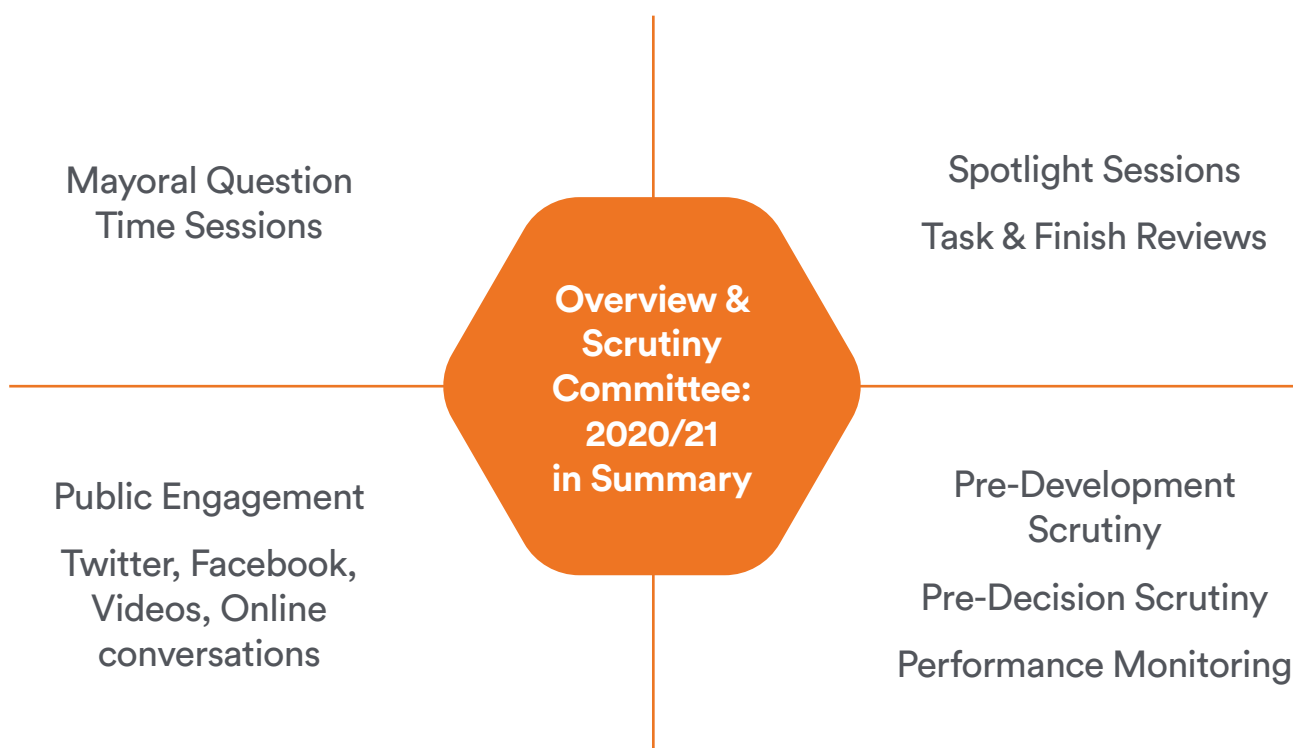 Mayoral Question
Time Sessions
Spotlight Sessions
Task & Finish Reviews
Overview &
Scrutiny
Committee:
2020/21
in Summary
Public Engagement
Twitter, Facebook,
Videos, Online
conversations
Pre-Development
Scrutiny
Pre-Decision Scrutiny
Performance Monitoring